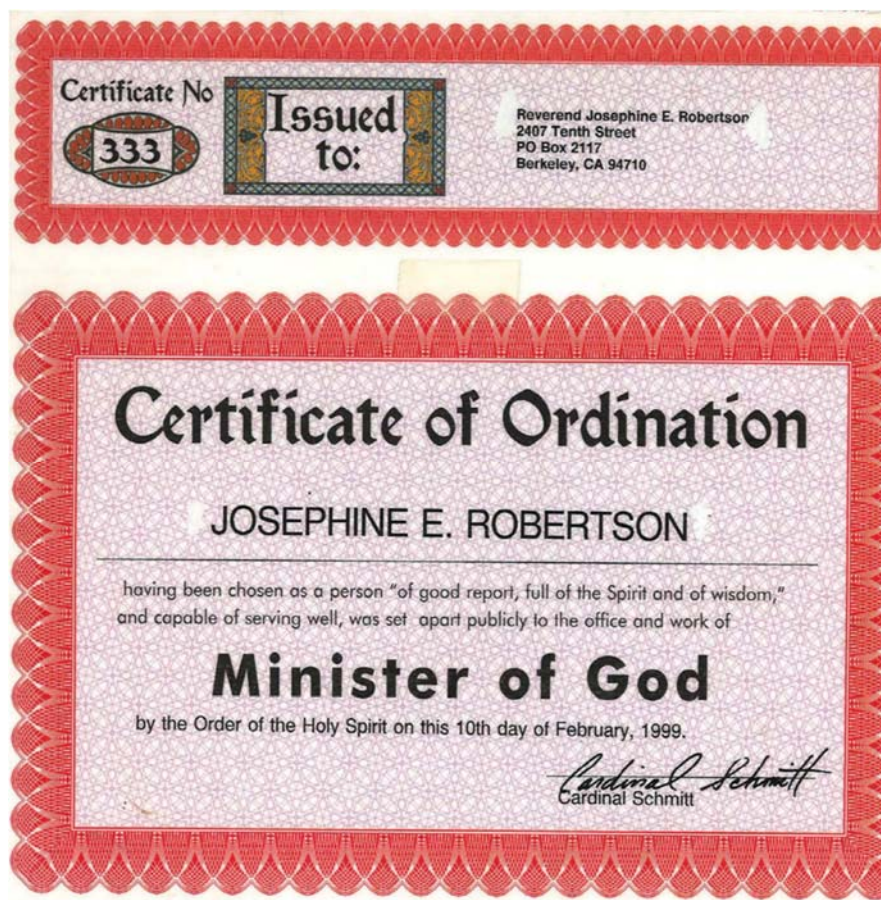 Certificate No
333
Issued
to:
Reverend Josephine E. Robertson
2407 Tenth Street
PO Box 2117
Berkeley, CA 94710
Certificate of Ordination
JOSEPHINE E. ROBERTSON
having been chosen as a person "of good report, full of the Spirit and of wisdom,"
and capable of serving well, was set apart publicly to the office and work of
Minister of God
by the Order of the Holy Spirit on this 10th day of February, 1999.
Cardinal Schmitt
Cardinal Schmitt